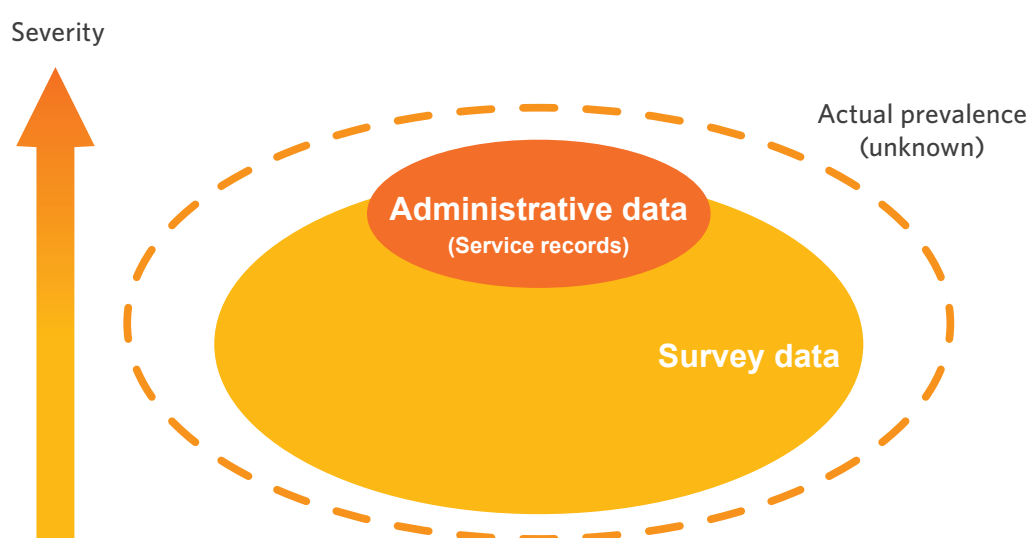 Severity
Actual prevalence
(unknown)
Administrative data
(Service records)
Survey data